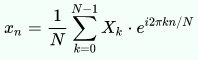 $x_n = \frac{1}{N} \sum_{k=0}^{N-1} X_k \cdot e^{i2\pi kn/N}$